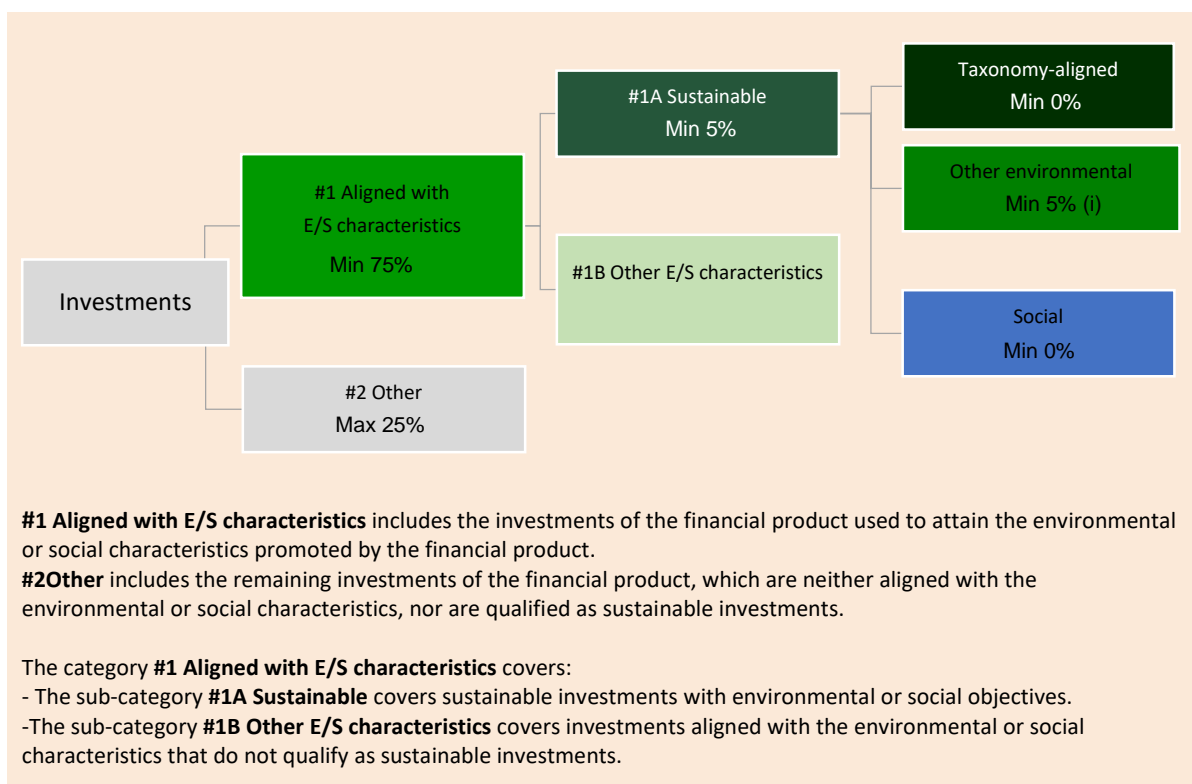 Investments
#1 Aligned with
E/S characteristics
Min 75%
#2 Other
Max 25%
#1A Sustainable
Min 5%
#1B Other E/S characteristics
Taxonomy-aligned
Min 0%
Other environmental
Min 5% (i)
Social
Min 0%
#1 Aligned with E/S characteristics includes the investments of the financial product used to attain the environmental
or social characteristics promoted by the financial product.
#2Other includes the remaining investments of the financial product, which are neither aligned with the
environmental or social characteristics, nor are qualified as sustainable investments.
The category #1 Aligned with E/S characteristics covers:
- The sub-category #1A Sustainable covers sustainable investments with environmental or social objectives.
-The sub-category #1B Other E/S characteristics covers investments aligned with the environmental or social
characteristics that do not qualify as sustainable investments.